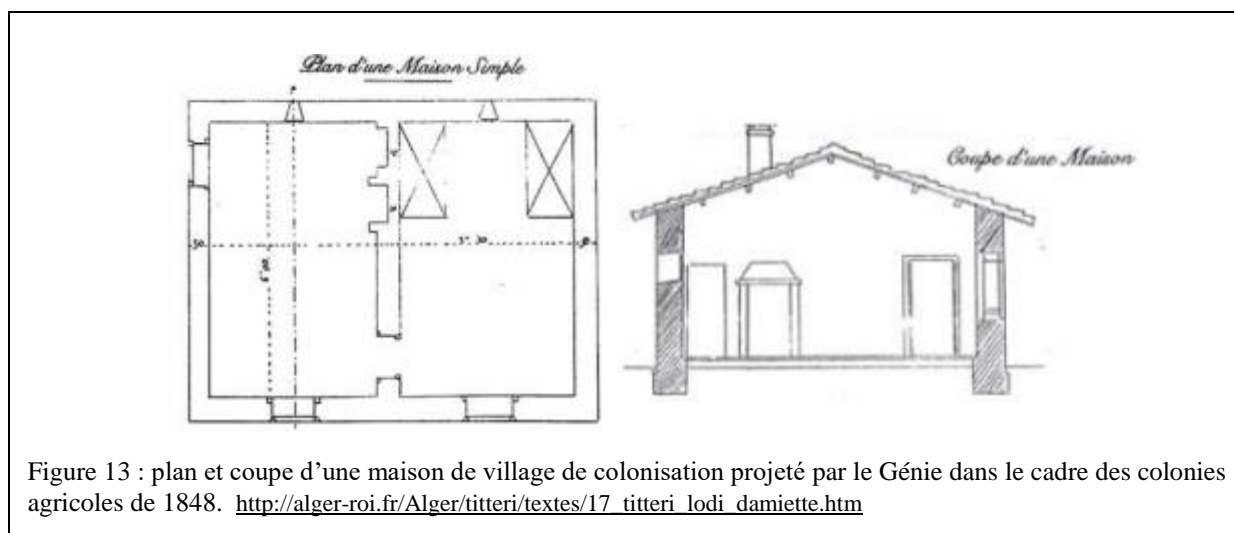 Plan d'une Maison Simple
Coupe d'une Maison
50
Figure 13 : plan et coupe d'une maison de village de colonisation projeté par le Génie dans le cadre des colonies
agricoles de 1848. http://alger-roi.fr/Alger/titteri/textes/17_titteri_lodi_damiette.htm